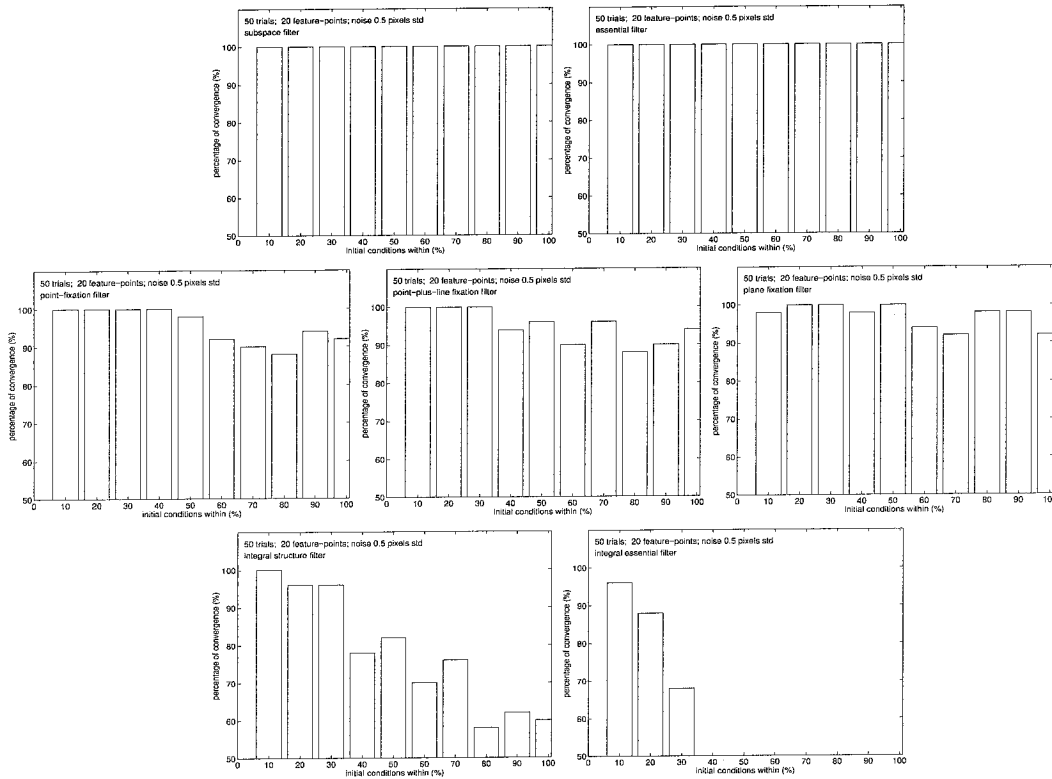 50 trials; 20 feature-points; noise 0.5 pixels std
subspace filter
percentage of convergence (%)
100
90
80
70
60
50
0 10 20 30 40 50 60 70 80 90 100
initial conditions within (%)
50 trials; 20 feature-points; noise 0.5 pixels std
essential filter
percentage of convergence (%)
100
90
80
70
60
50
0 10 20 30 40 50 60 70 80 90 100
initial conditions within (%)
50 trials; 20 feature-points; noise 0.5 pixels std
point-fixation filter
percentage of convergence (%)
100
90
80
70
60
50
0 10 20 30 40 50 60 70 80 90 100
initial conditions within (%)
50 trials; 20 feature-points; noise 0.5 pixels std
point-plus-line fixation filter
percentage of convergence (%)
100
90
80
70
60
50
0 10 20 30 40 50 60 70 80 90 100
initial conditions within (%)
50 trials; 20 feature-points; noise 0.5 pixels std
plane fixation filter
percentage of convergence (%)
100
90
80
70
60
50
0 10 20 30 40 50 60 70 80 90 100
initial conditions within (%)
50 trials; 20 feature-points; noise 0.5 pixels std
integral structure filter
percentage of convergence (%)
100
90
80
70
60
50
0 10 20 30 40 50 60 70 80 90 100
initial conditions within (%)
50 trials; 20 feature-points; noise 0.5 pixels std
integral essential filter
percentage of convergence (%)
100
90
80
70
60
50
0 10 20 30 40 50 60 70 80 90 100
initial conditions within (%)